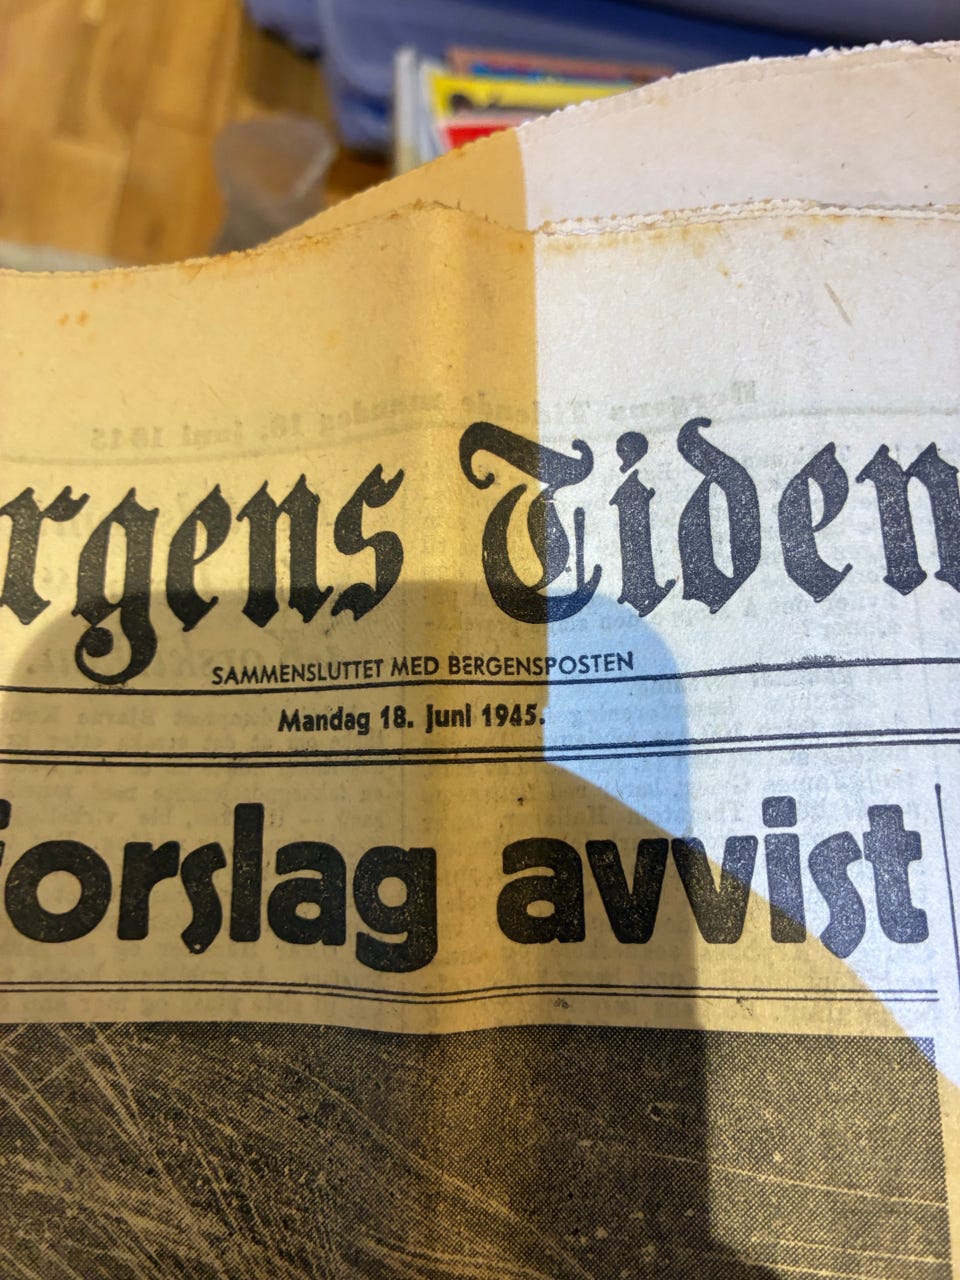 rgens Tiden
SAMMENSLUTTET MED BERGENSPOSTEN
Mandag 18. Juni 1945.
forslag avvist